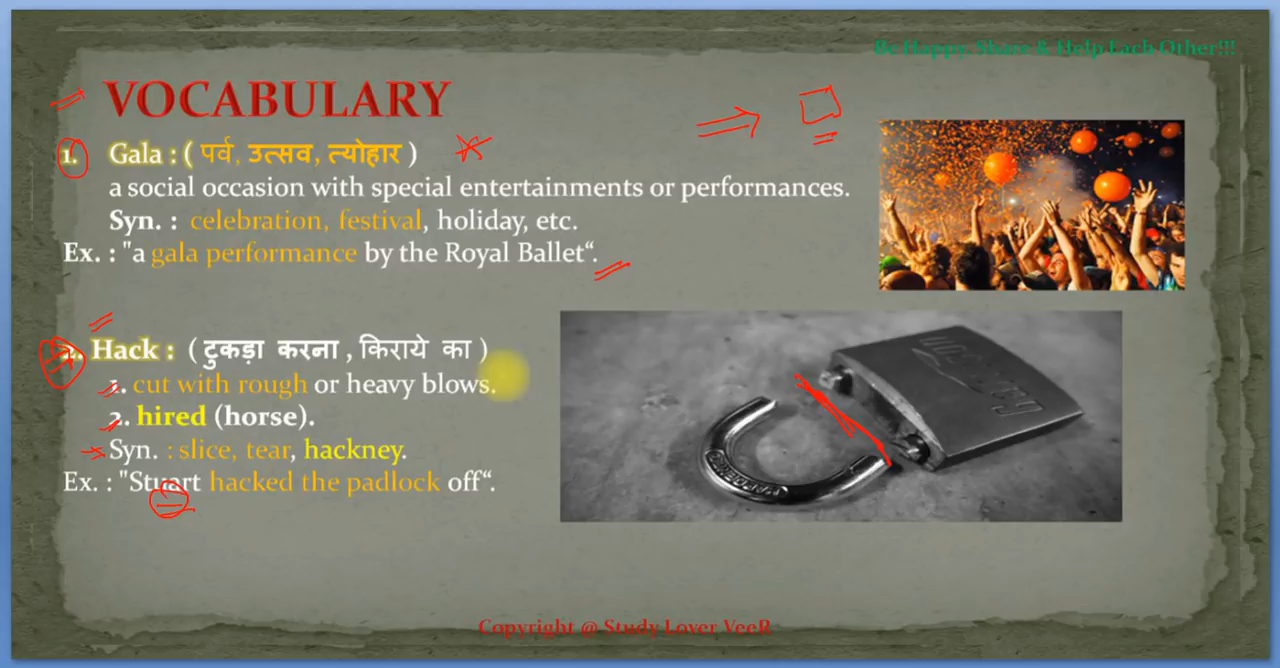 Be Happy, Share & Help Each Other!!!
VOCABULARY
1. Gala : ( पर्व, उत्सव, त्योहार )
a social occasion with special entertainments or performances.
Syn. : celebration, festival, holiday, etc.
Ex. : "a gala performance by the Royal Ballet“.
Hack : ( टुकड़ा करना , किराये का )
1. cut with rough or heavy blows.
2. hired (horse).
Syn. : slice, tear, hackney.
Ex. : "Stuart hacked the padlock off“.
Copyright @ Study Lover VeeR